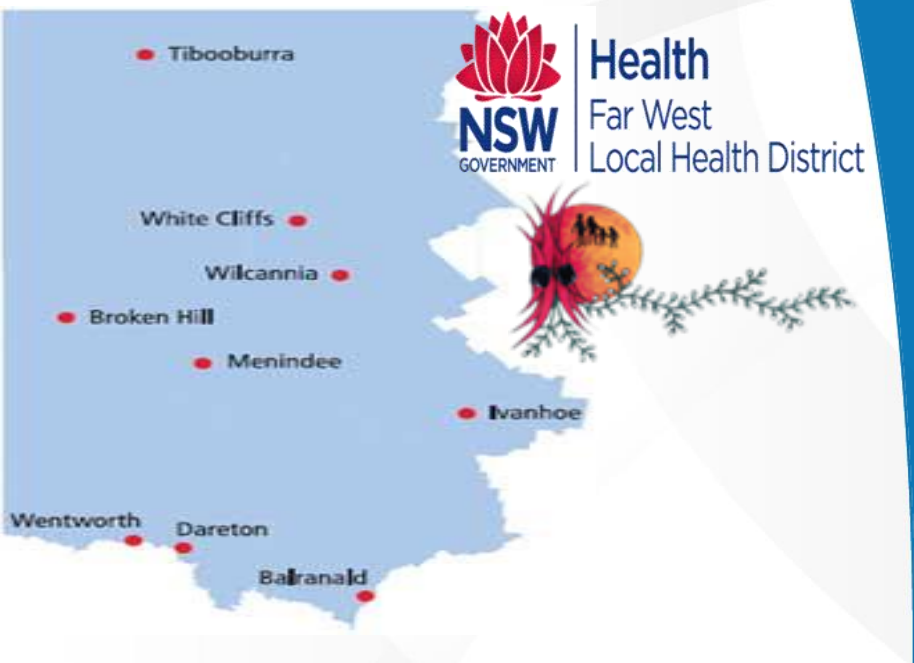 Tibooburra
NSW
GOVERNMENT
Health
Far West
Local Health District
White Cliffs
Wilcannia
Broken Hill
Menindee
Ivanhoe
Wentworth
Dareton
Balranald